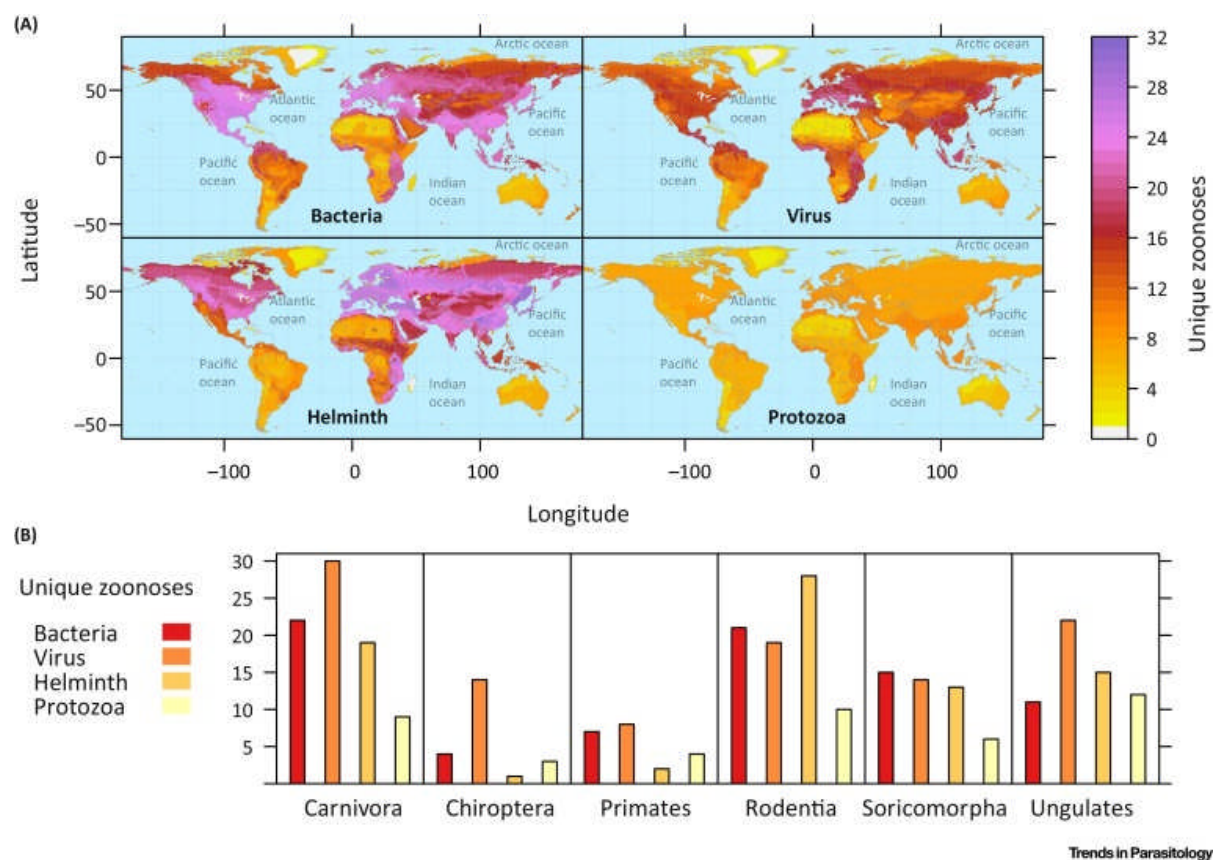 (A)
–100 0 100
Arctic ocean
Arctic ocean
Atlantic ocean
Pacific ocean
Pacific ocean
Indian ocean
Bacteria
Atlantic ocean
Pacific ocean
Pacific ocean
Indian ocean
Virus
Arctic ocean
Arctic ocean
Atlantic ocean
Pacific ocean
Pacific ocean
Indian ocean
Helminth
Atlantic ocean
Pacific ocean
Pacific ocean
Indian ocean
Protozoa
50
0
–50
50
0
–50
Latitude
–100 0 100 –100 0 100
Longitude
32
28
24
20
16
12
8
4
0
Unique zoonoses
(B)
Unique zoonoses
Bacteria
Virus
Helminth
Protozoa
30
25
20
15
10
5
Carnivora Chiroptera Primates Rodentia Soricomorpha Ungulates
Trends in Parasitology